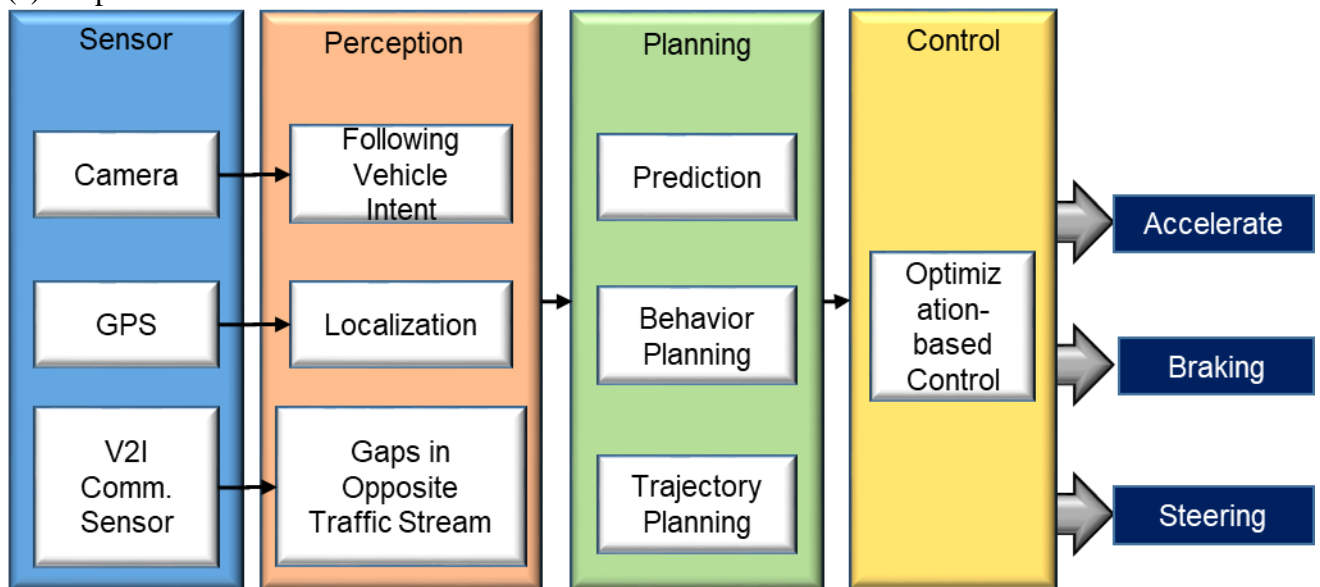 Sensor
Camera
GPS
V2I
Comm.
Sensor
Perception
Following
Vehicle
Intent
Localization
Gaps in
Opposite
Traffic Stream
Planning
Prediction
Behavior
Planning
Trajectory
Planning
Control
Optimiz
ation-
based
Control
Accelerate
Braking
Steering